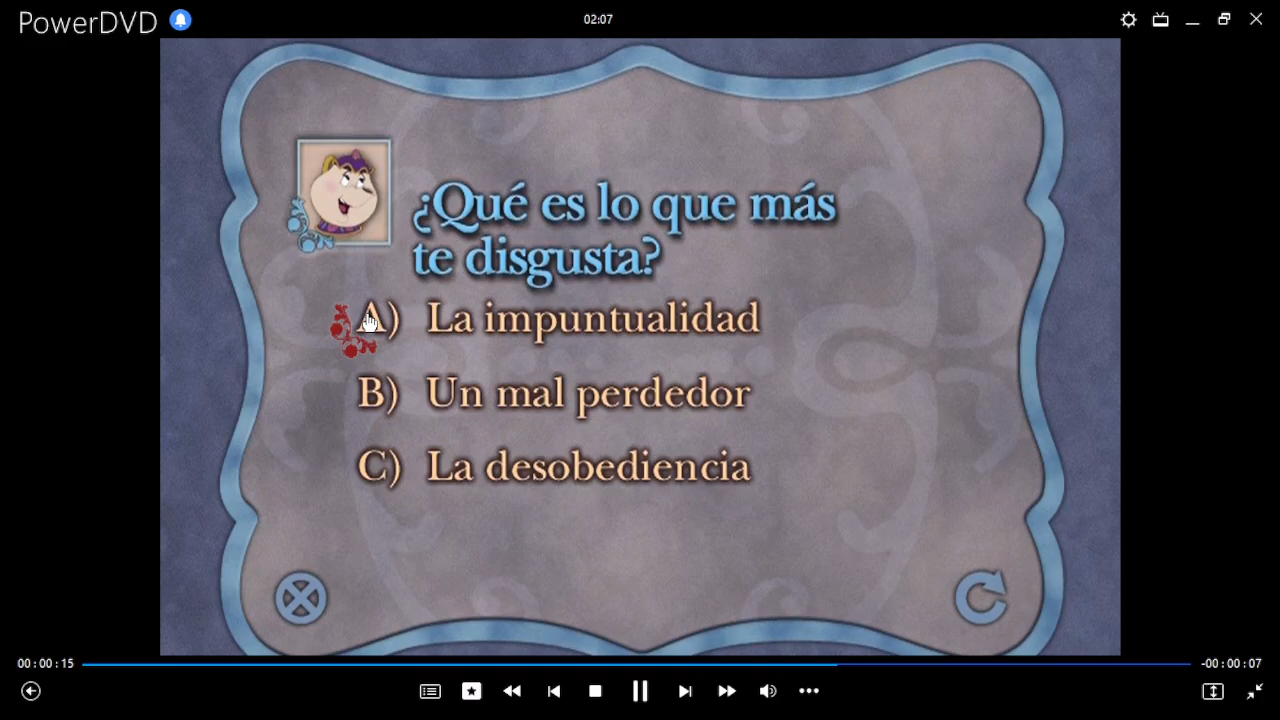 PowerDVD
02:07
¿Qué es lo que más
te disgusta?
A) La impuntualidad
B) Un mal perdedor
C) La desobediencia
00:00:15
-00:00:07